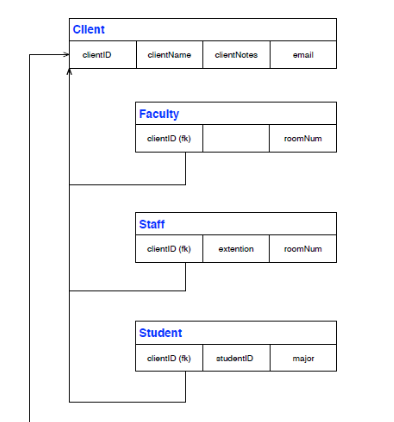 Client
clientID clientName clientNotes email
Faculty
clientID (fk) roomNum
Staff
clientID (fk) extention roomNum
Student
clientID (fk) studentID major